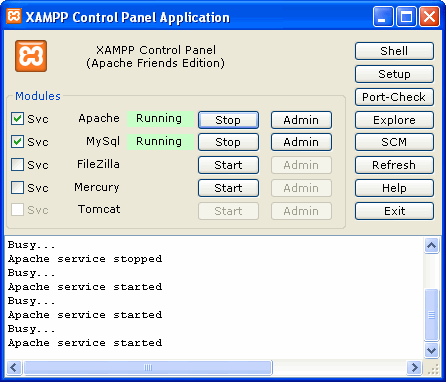 XAMPP Control Panel Application
XAMPP Control Panel
(Apache Friends Edition)
Shell
Setup
Port-Check
Explore
SCM
Refresh
Help
Exit
Modules
Svc Apache Running Stop Admin
Svc MySql Running Stop Admin
Svc FileZilla Start Admin
Svc Mercury Start Admin
Svc Tomcat Start Admin
Busy...
Apache service stopped
Busy...
Apache service started
Busy...
Apache service started
Busy...
Apache service started